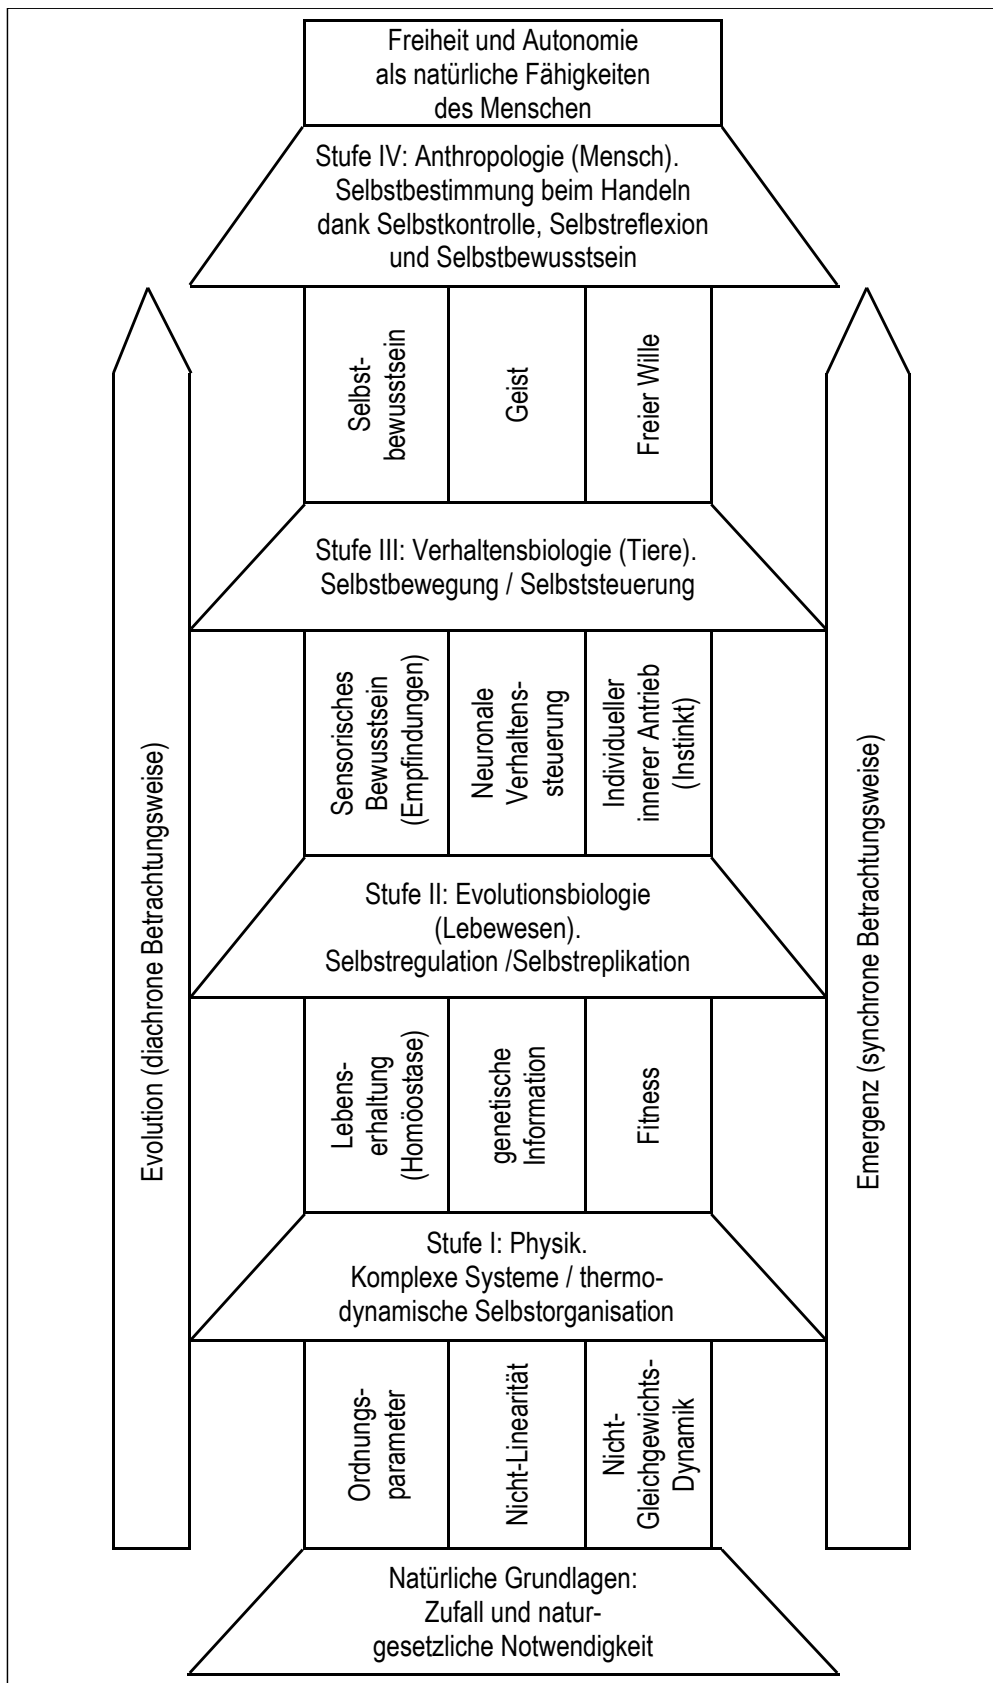 Freiheit und Autonomie
als natürliche Fähigkeiten
des Menschen
Stufe IV: Anthropologie (Mensch).
Selbstbestimmung beim Handeln
dank Selbstkontrolle, Selbstreflexion
und Selbstbewusstsein
Selbst-
bewusstsein
Geist
Freier Wille
Stufe III: Verhaltensbiologie (Tiere).
Selbstbewegung / Selbststeuerung
Sensorisches
Bewusstsein
(Empfindungen)
Neuronale
Verhaltens-
steuerung
Individueller
innerer Antrieb
(Instinkt)
Stufe II: Evolutionsbiologie
(Lebewesen).
Selbstregulation /Selbstreplikation
Lebens-
erhaltung
(Homöostase)
genetische
Information
Fitness
Stufe I: Physik.
Komplexe Systeme / thermo-
dynamische Selbstorganisation
Ordnungs-
parameter
Nicht-Linearität
Nicht-
Gleichgewichts-
Dynamik
Natürliche Grundlagen:
Zufall und natur-
gesetzliche Notwendigkeit
Evolution (diachrone Betrachtungsweise)
Emergenz (synchrone Betrachtungsweise)